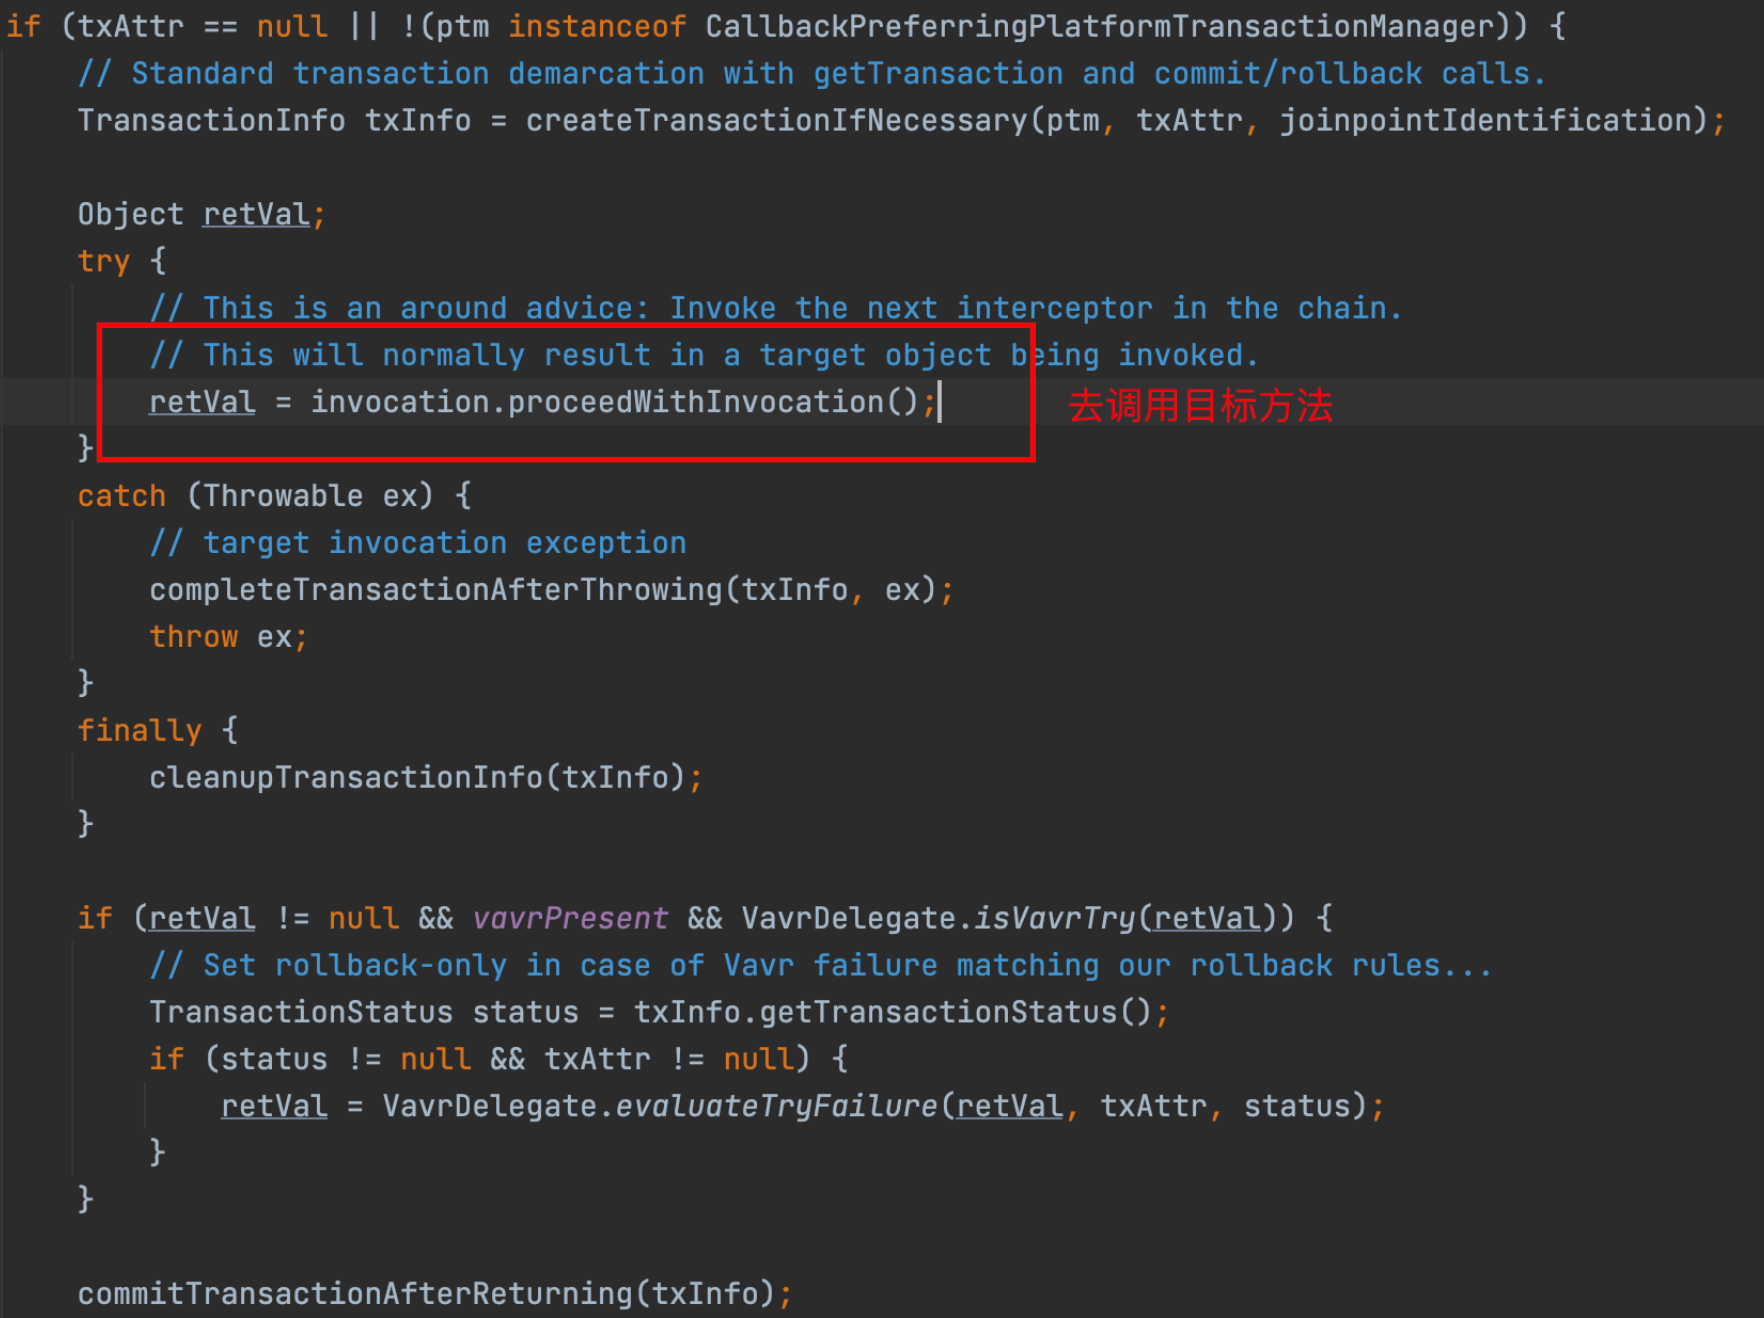 if (txAttr == null || !(ptm instanceof CallbackPreferringPlatformTransactionManager)) {
// Standard transaction demarcation with getTransaction and commit/rollback calls.
TransactionInfo txInfo = createTransactionIfNecessary(ptm, txAttr, joinpointIdentification);
Object retVal;
try {
// This is an around advice: Invoke the next interceptor in the chain.
// This will normally result in a target object being invoked.
retVal = invocation.proceedWithInvocation();
去调用目标方法
}
catch (Throwable ex) {
// target invocation exception
completeTransactionAfterThrowing(txInfo, ex);
throw ex;
}
finally {
cleanupTransactionInfo(txInfo);
}
if (retVal != null && vavrPresent && VavrDelegate.isVavrTry(retVal)) {
// Set rollback-only in case of Vavr failure matching our rollback rules...
TransactionStatus status = txInfo.getTransactionStatus();
if (status != null && txAttr != null) {
retVal = VavrDelegate.evaluateTryFailure(retVal, txAttr, status);
}
}
commitTransactionAfterReturning(txInfo);